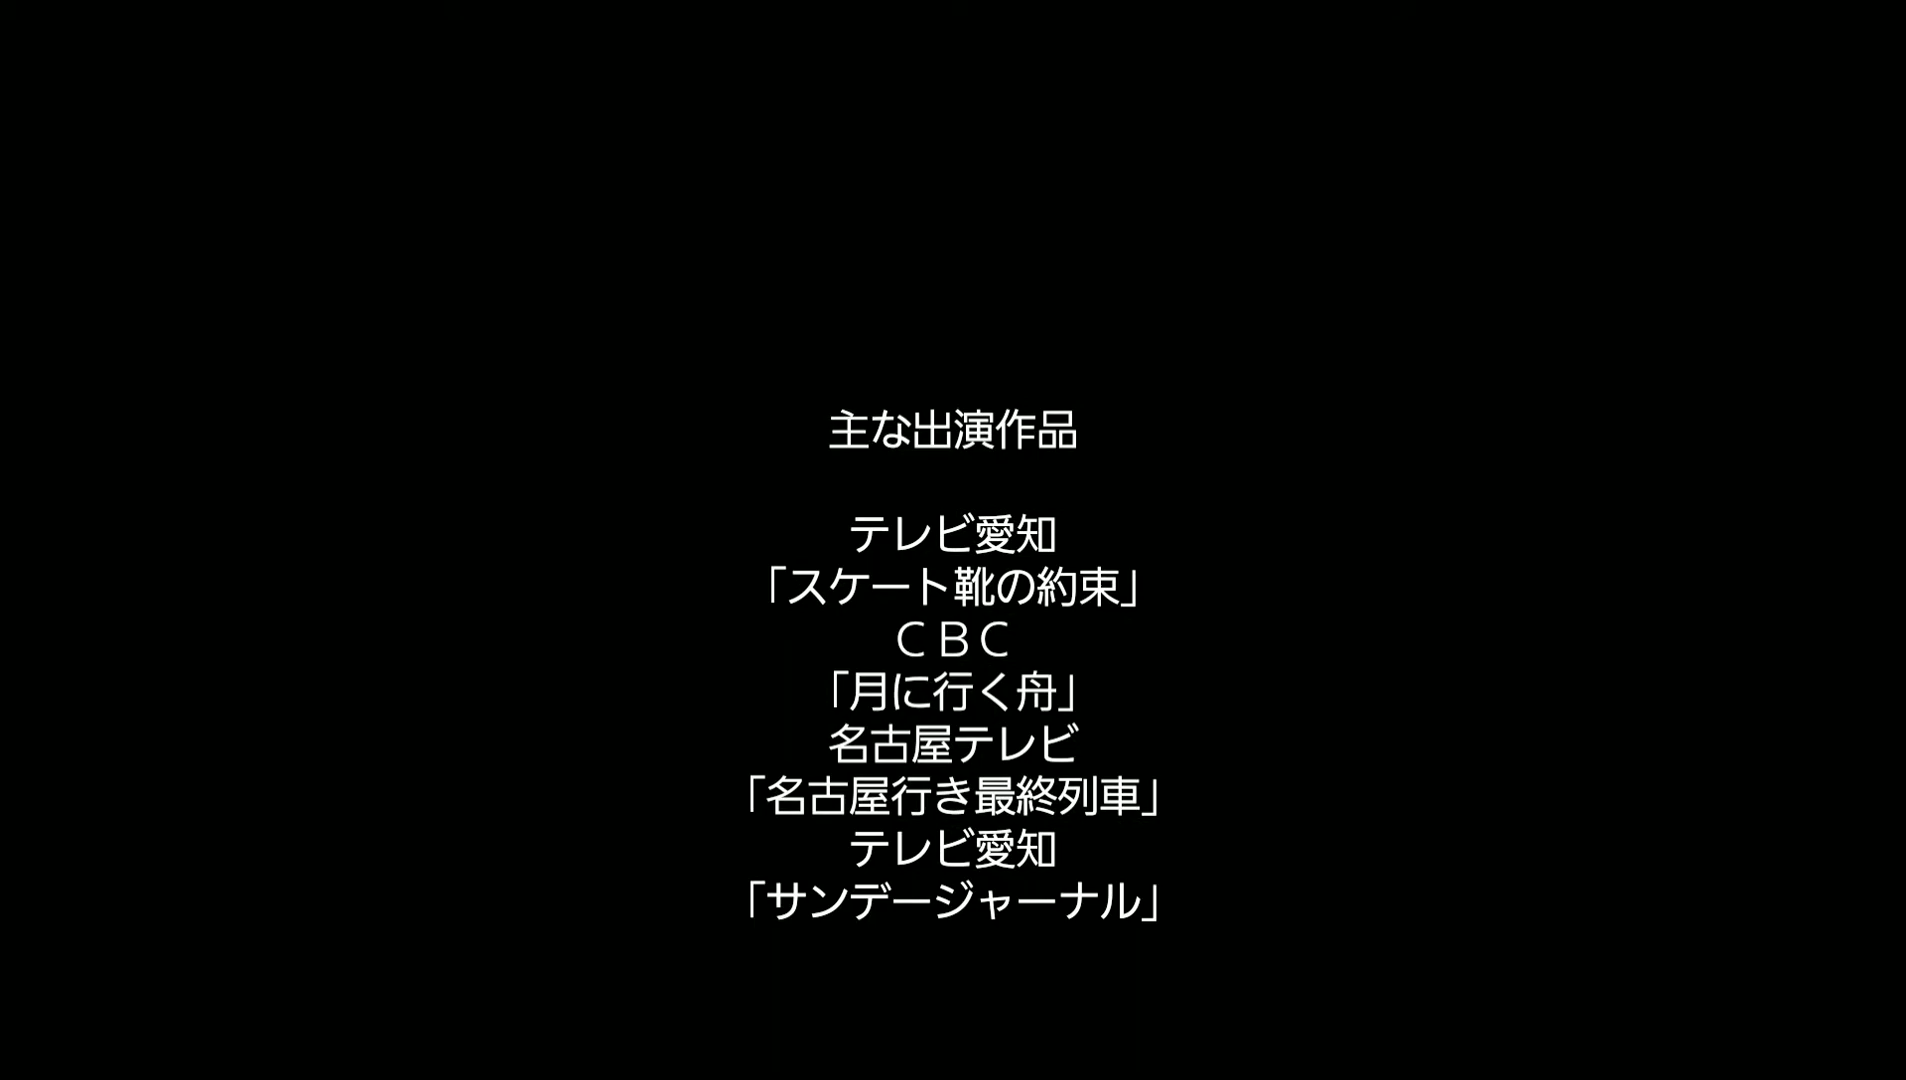 主な出演作品
テレビ愛知
「スケート靴の約束」
ＣＢＣ
「月に行く舟」
名古屋テレビ
「名古屋行き最終列車」
テレビ愛知
「サンデージャーナル」